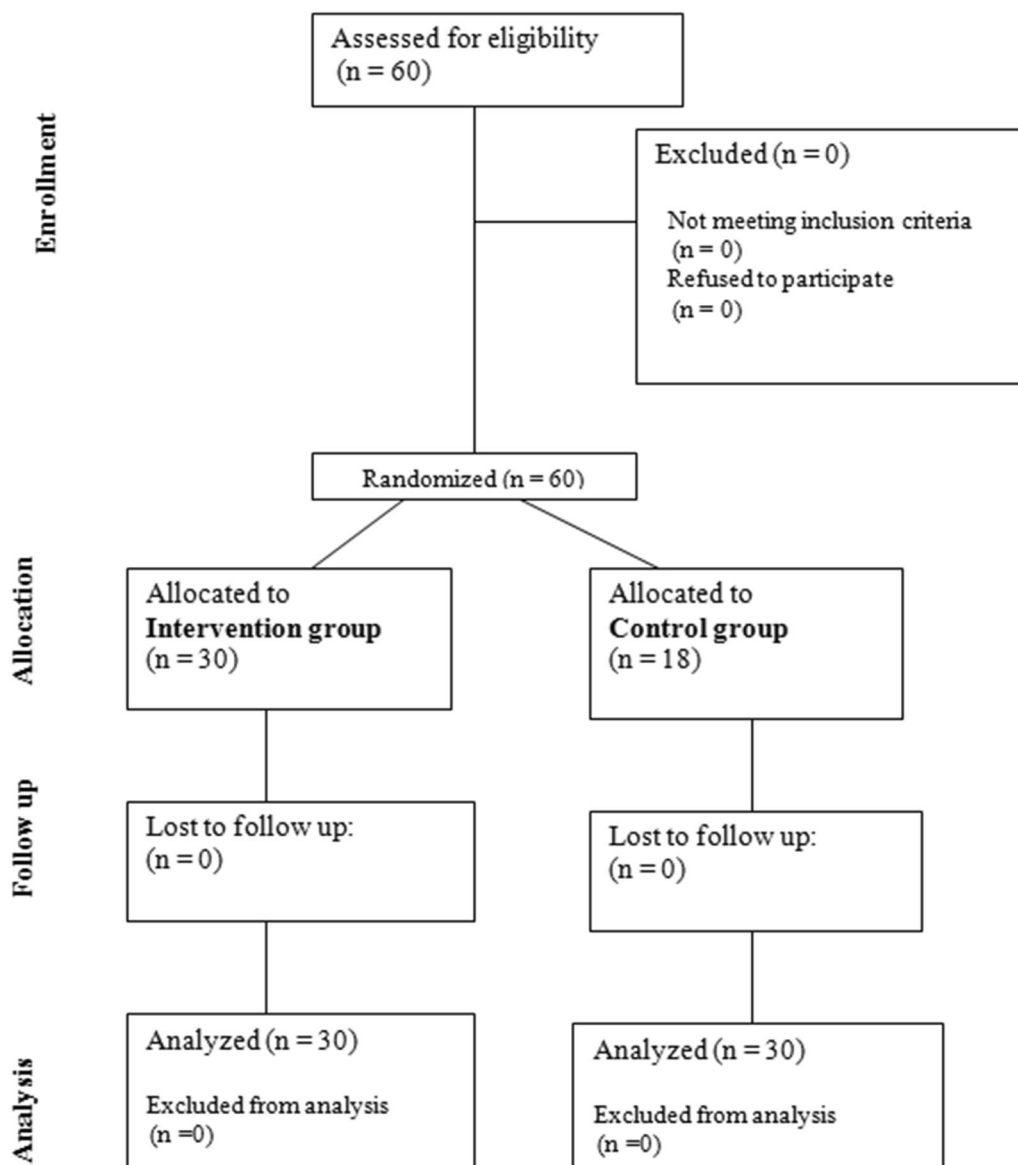 Enrollment
Assessed for eligibility
(n = 60)
Excluded (n = 0)
Not meeting inclusion criteria
(n = 0)
Refused to participate
(n = 0)
Randomized (n = 60)
Allocation
Allocated to
Intervention group
(n = 30)
Allocated to
Control group
(n = 18)
Follow up
Lost to follow up:
(n = 0)
Lost to follow up:
(n = 0)
Analysis
Analyzed (n = 30)
Excluded from analysis
(n =0)
Analyzed (n = 30)
Excluded from analysis
(n =0)